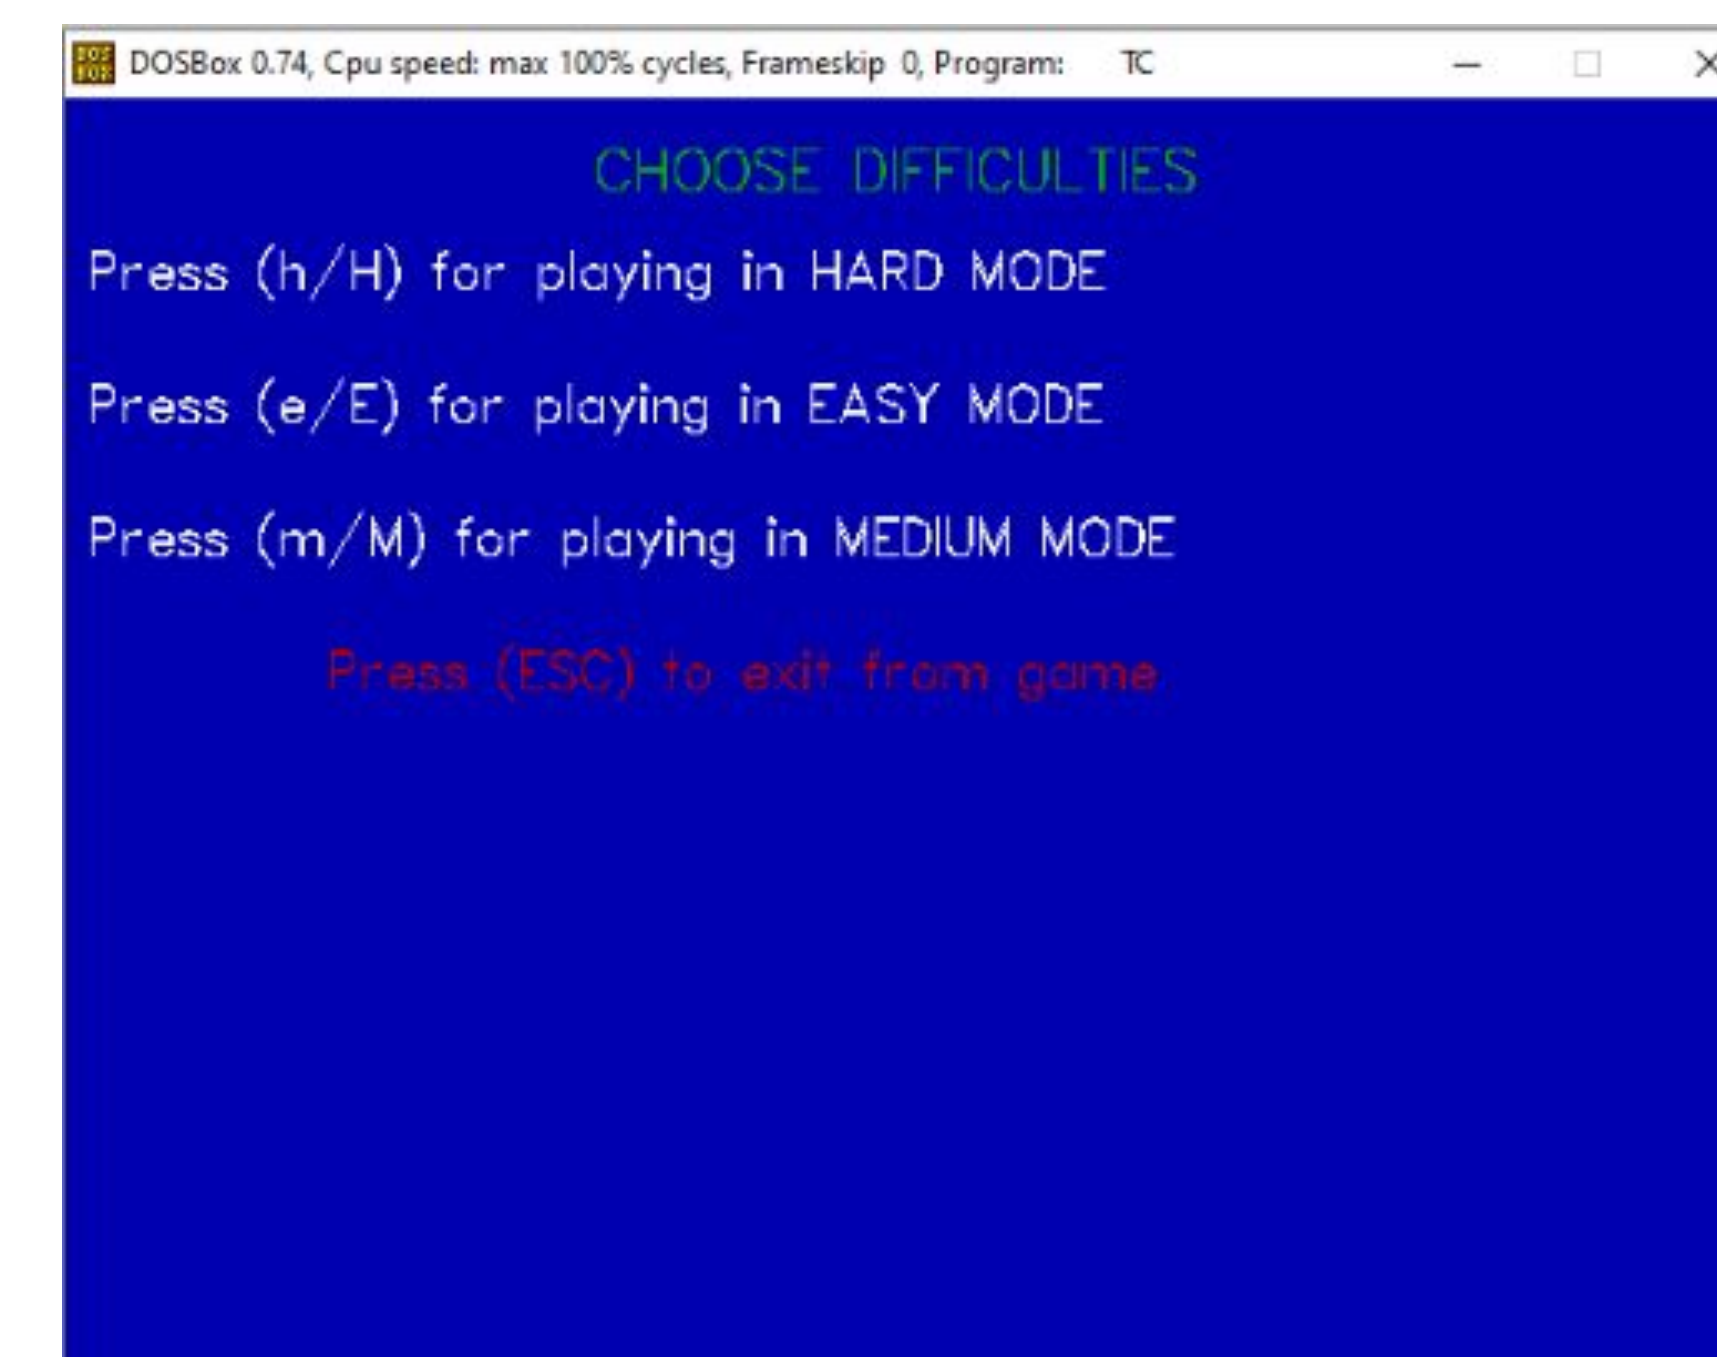 DOSBox 0.74, Cpu speed: max 100% cycles, Frameskip 0, Program: TC
CHOOSE DIFFICULTIES
Press (h/H) for playing in HARD MODE
Press (e/E) for playing in EASY MODE
Press (m/M) for playing in MEDIUM MODE
Press (ESC) to exit from game